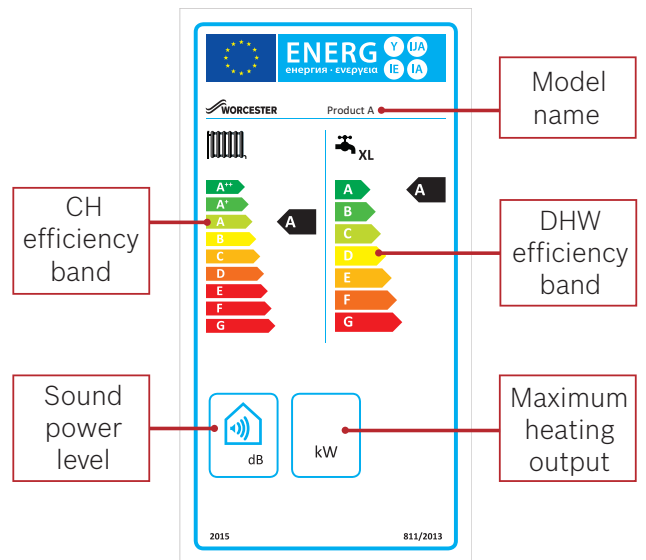 ENERG Y IJA
енергия · ενεργεια IE IA
WORCESTER Product A
Model
name
XL
A++
A+
A
B
C
D
E
F
G
A
A
B
C
D
E
F
G
A
CH
efficiency
band
DHW
efficiency
band
Sound
power
level
dB
kW
Maximum
heating
output
2015 811/2013